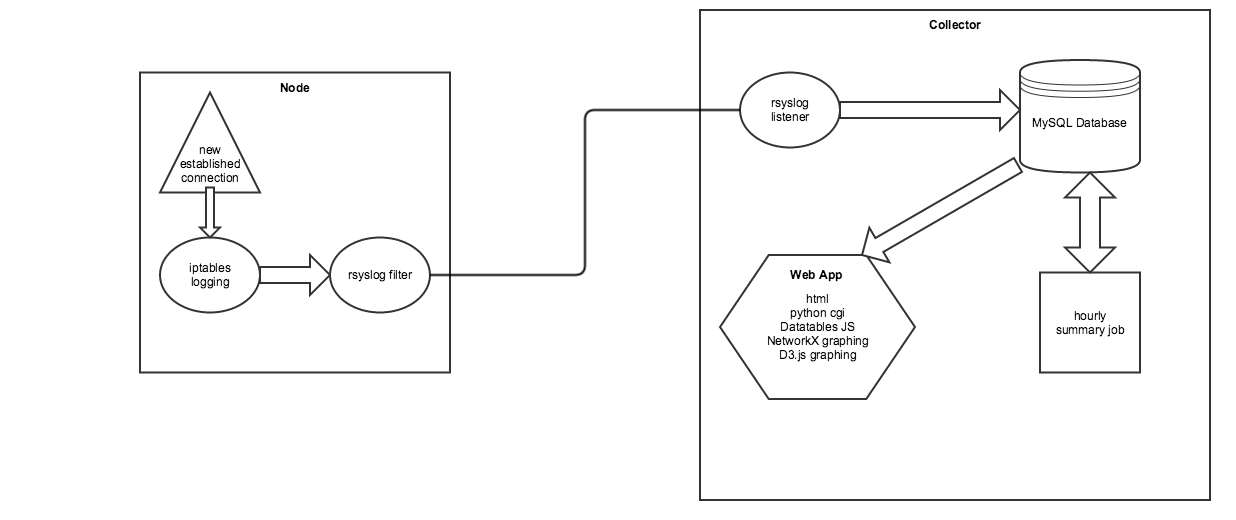 Node
new
established
connection
iptables
logging
rsyslog filter
Collector
rsyslog
listener
MySQL Database
Web App
html
python cgi
Datatables JS
NetworkX graphing
D3.js graphing
hourly
summary job